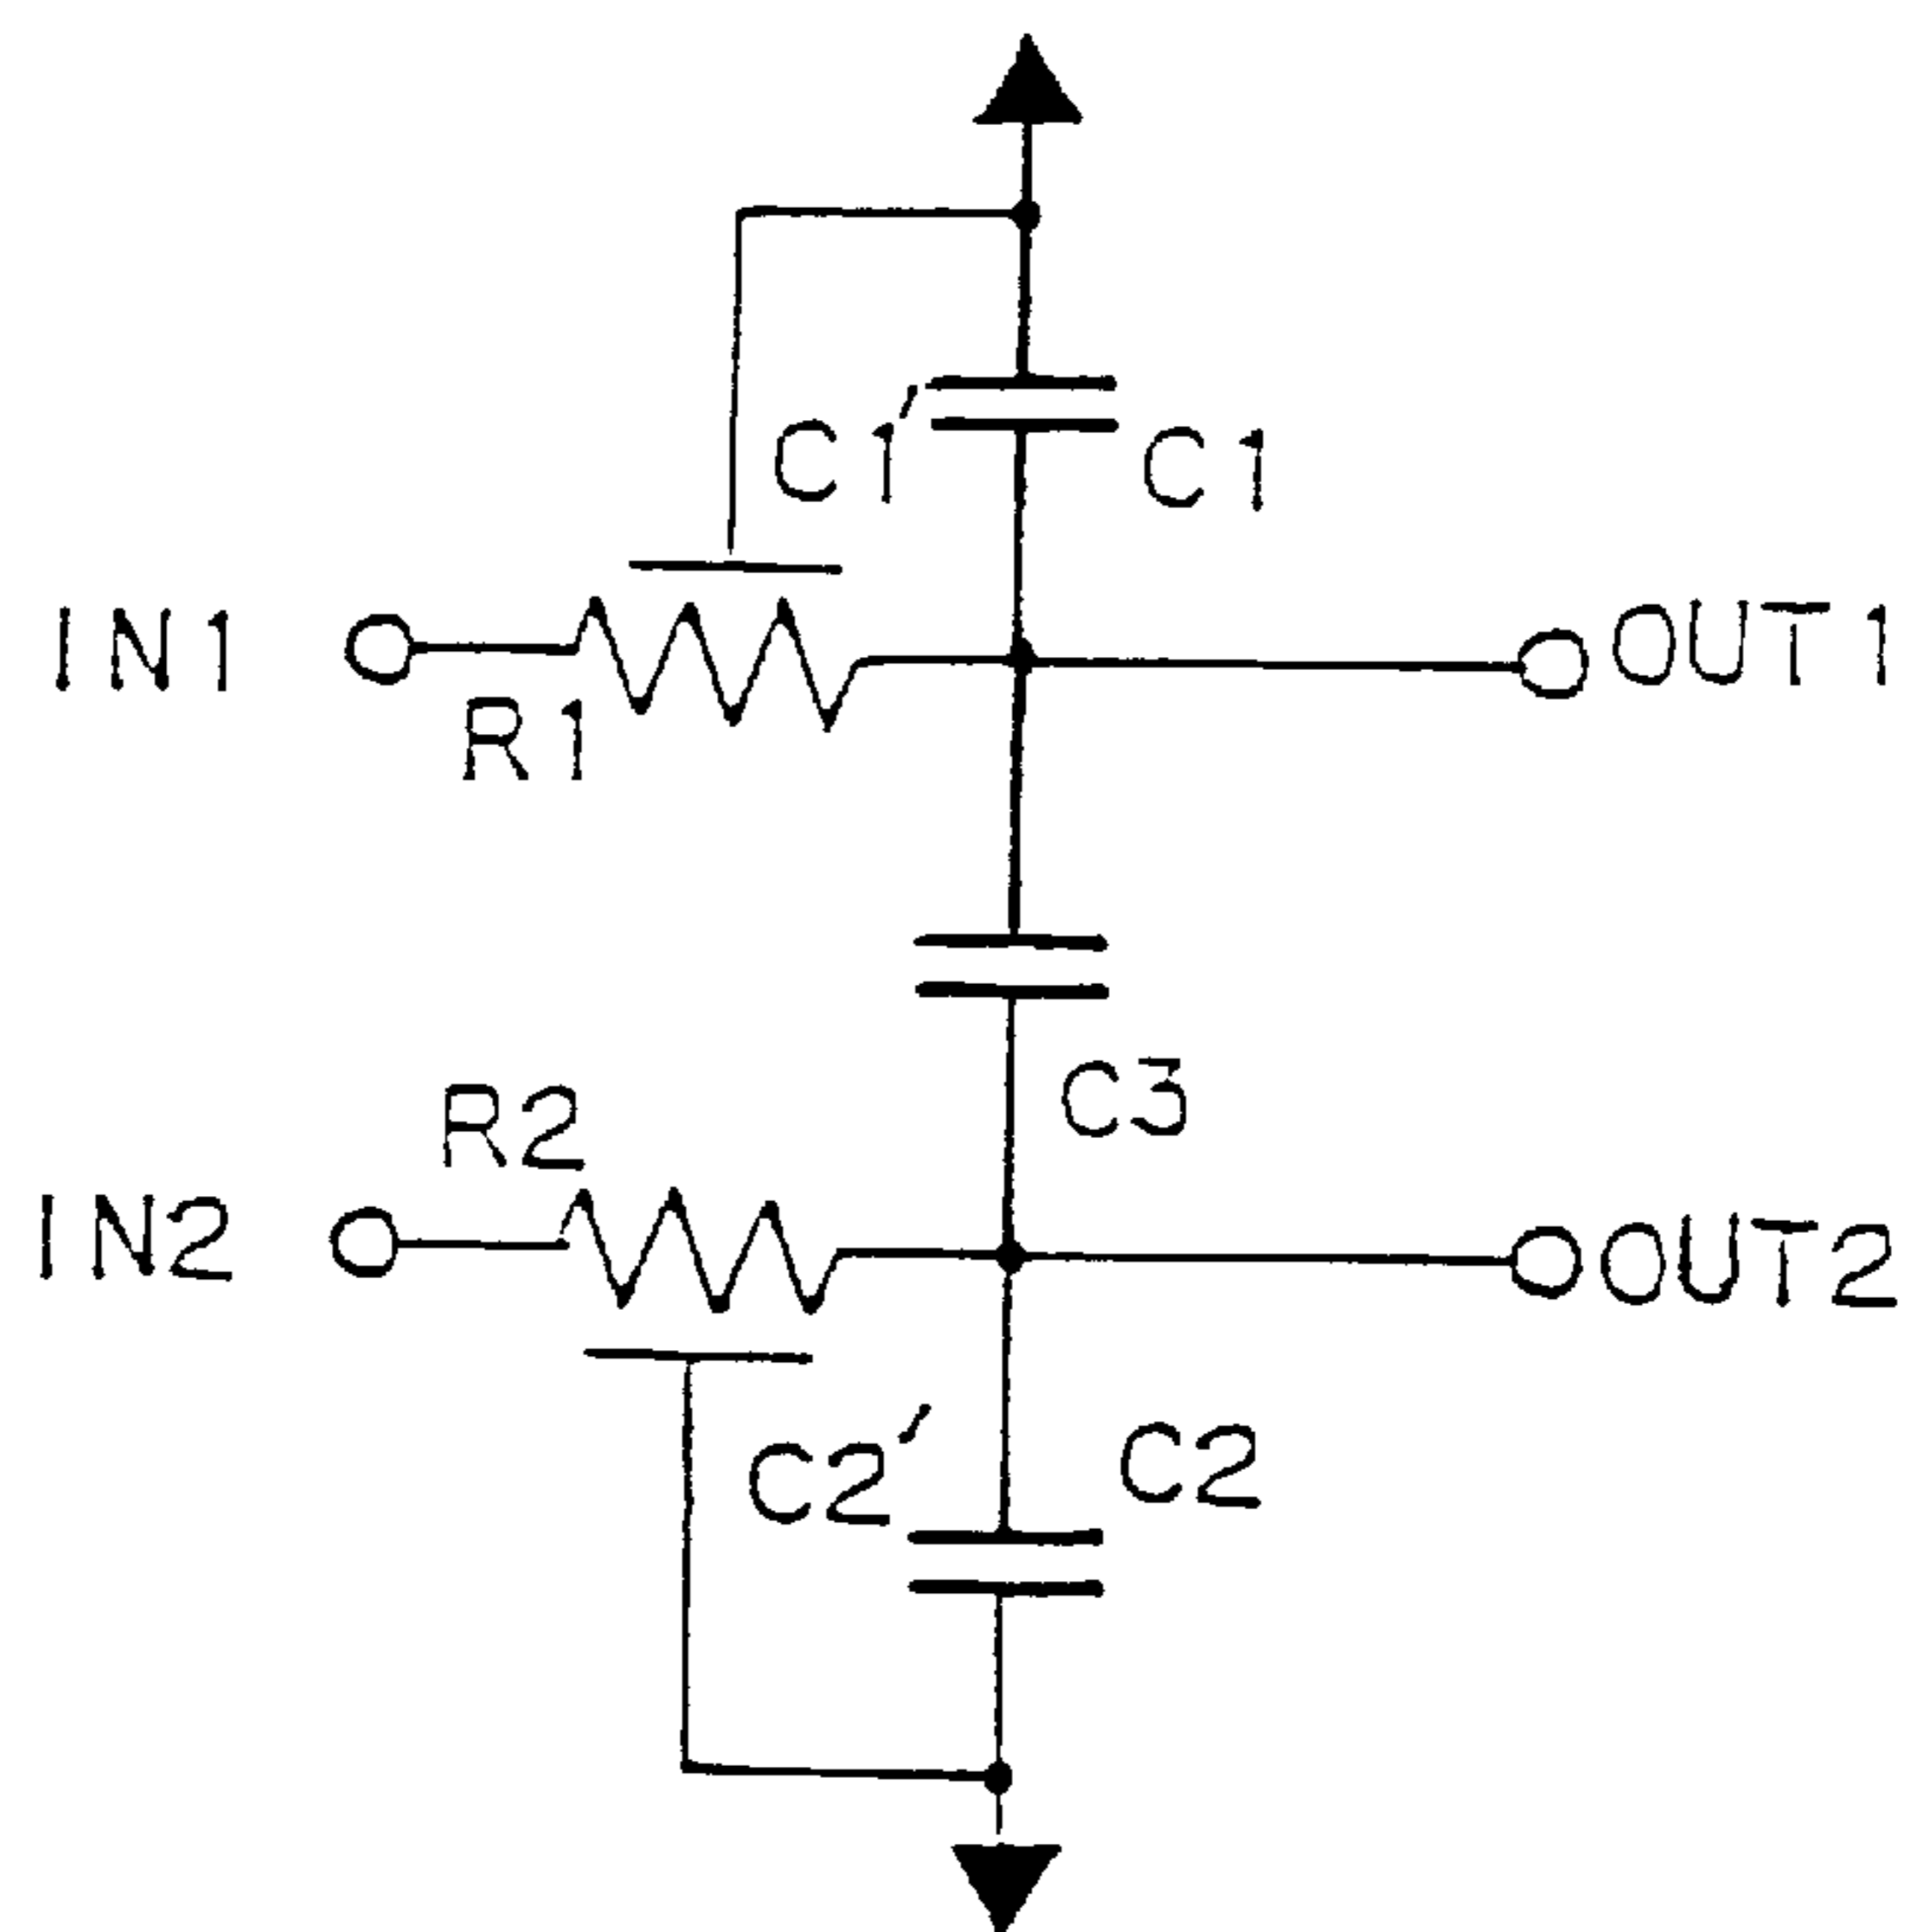 C1′
C1
IN1
OUT1
R1
C3
R2
IN2
OUT2
C2′
C2